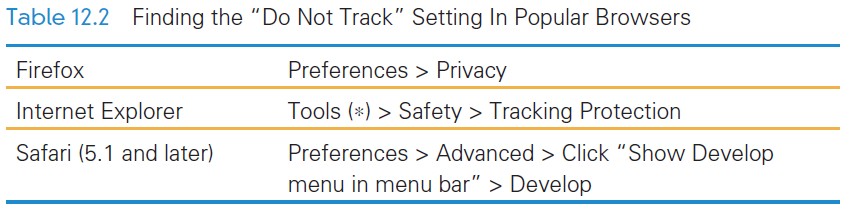 Table 12.2 Finding the “Do Not Track” Setting In Popular Browsers
Firefox Preferences > Privacy
Internet Explorer Tools (*) > Safety > Tracking Protection
Safari (5.1 and later) Preferences > Advanced > Click “Show Develop
menu in menu bar” > Develop